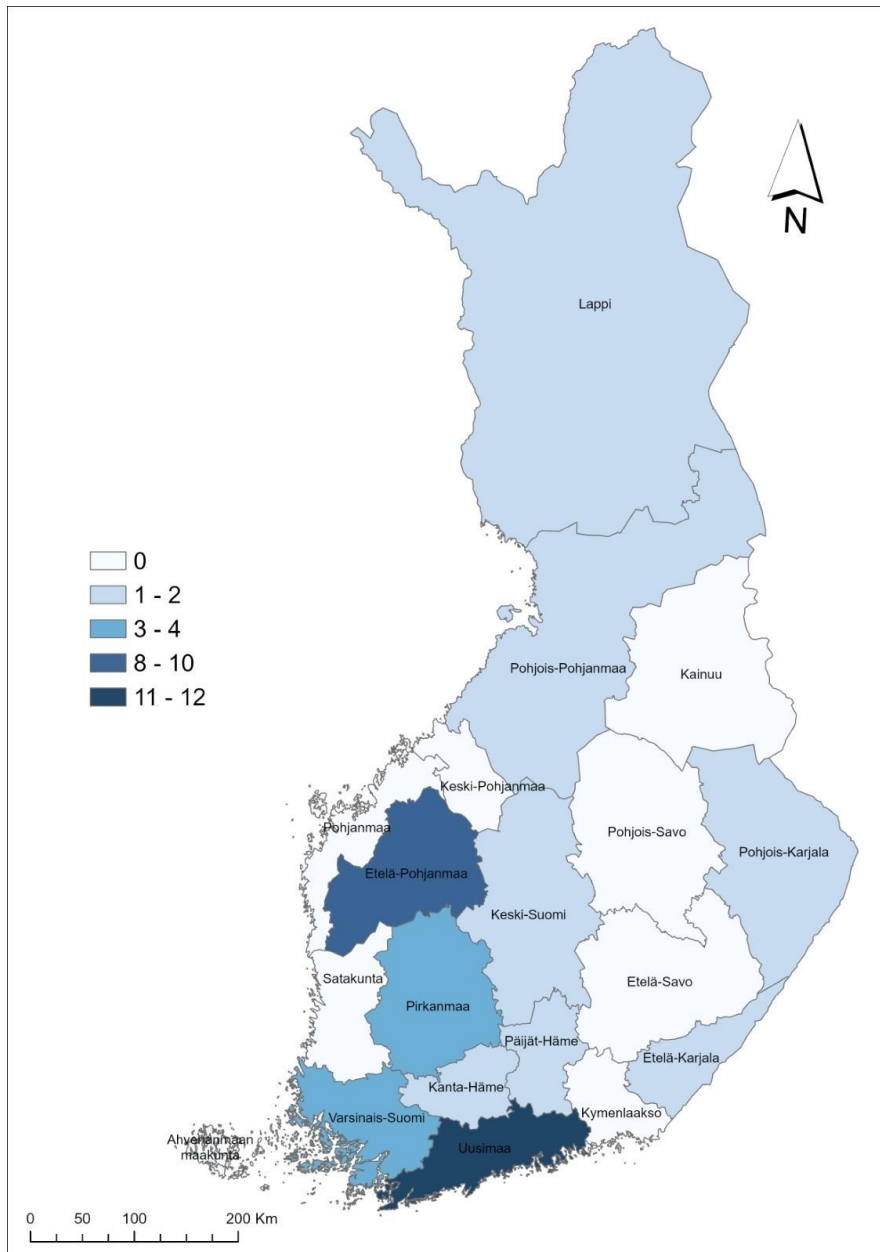 N
Lappi
0
1 - 2
3 - 4
8 - 10
11 - 12
Pohjois-Pohjanmaa
Kainuu
Keski-Pohjanmaa
Pohjanmaa
Pohjois-Savo
Pohjois-Karjala
Etelä-Pohjanmaa
Keski-Suomi
Satakunta
Etelä-Savo
Pirkanmaa
Päijät-Häme
Etelä-Karjala
Kanta-Häme
Kymenlaakso
Varsinais-Suomi
Ahvenanmaan
maakunta
Uusimaa
0 50 100 200 Km